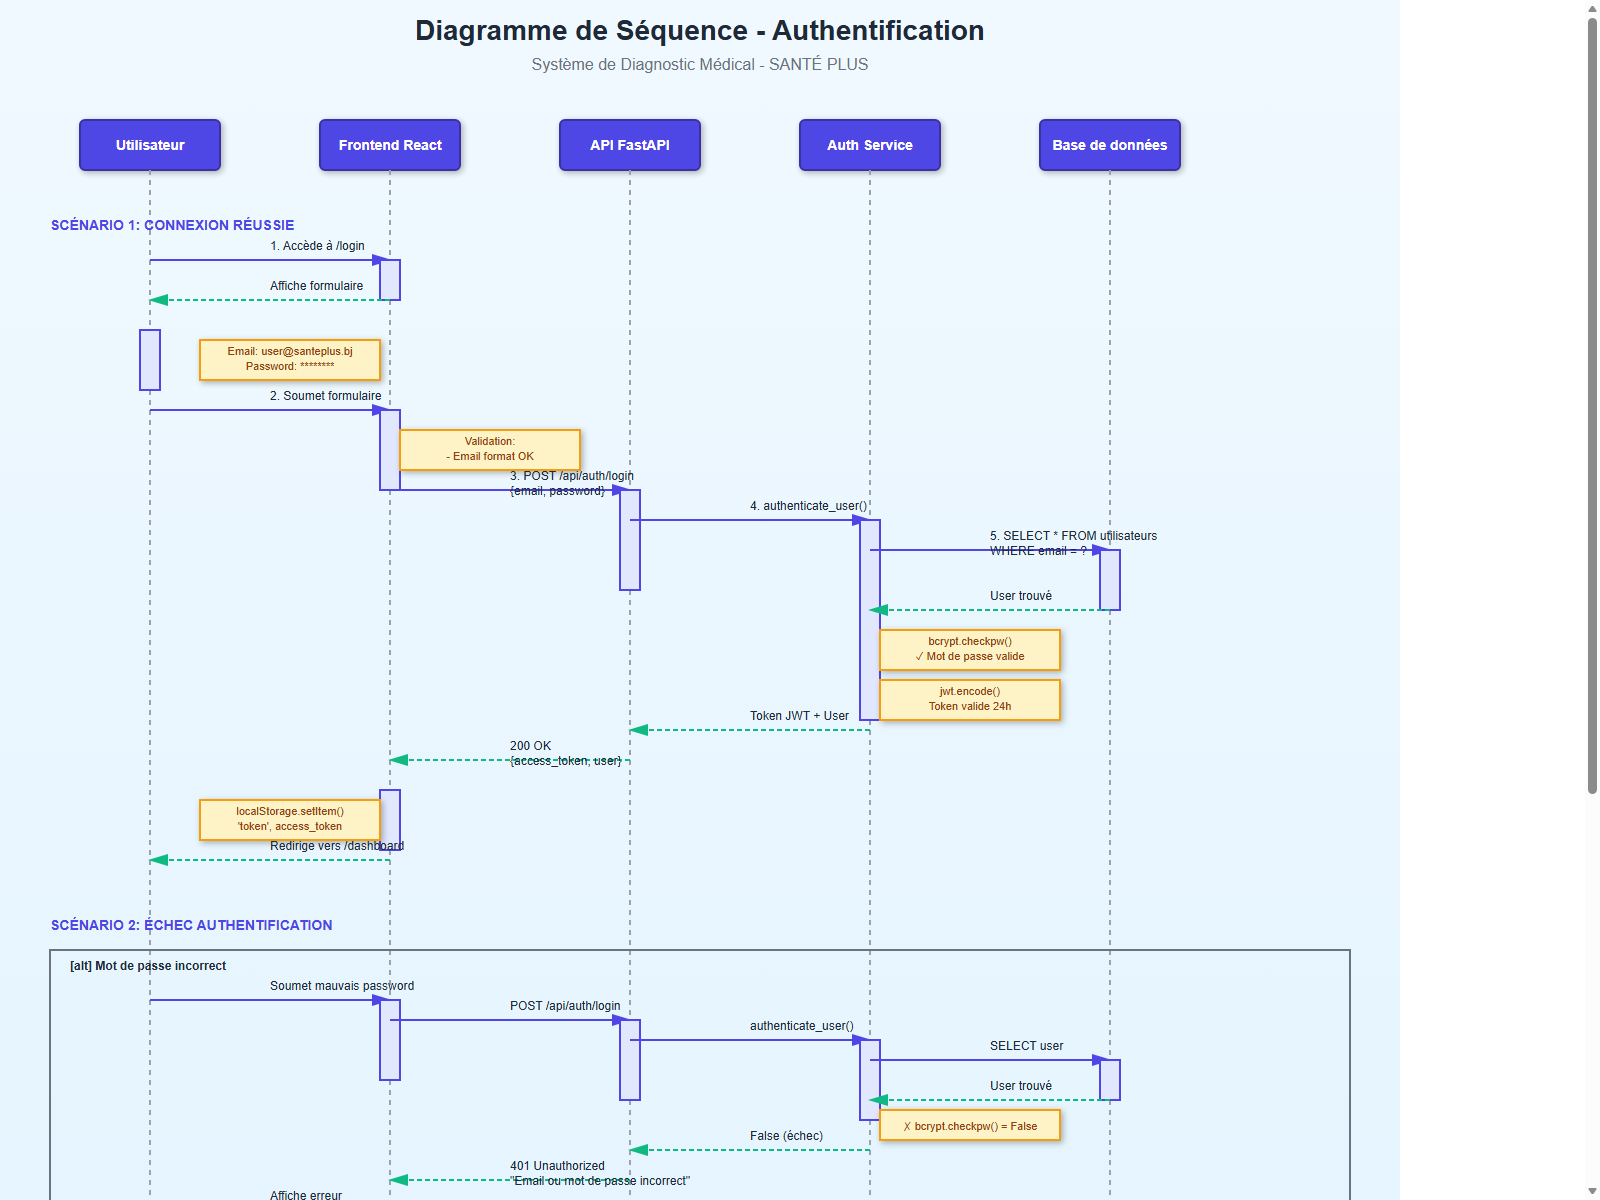 Diagramme de Séquence - Authentification
Système de Diagnostic Médical - SANTÉ PLUS
Utilisateur
Frontend React
API FastAPI
Auth Service
Base de données
SCÉNARIO 1: CONNEXION RÉUSSIE
1. Accède à /login
Affiche formulaire
Email: user@santeplus.bj
Password: ********
2. Soumet formulaire
Validation:
- Email format OK
3. POST /api/auth/login
{email, password}
4. authenticate_user()
5. SELECT * FROM utilisateurs
WHERE email = ?
User trouvé
bcrypt.checkpw()
✓ Mot de passe valide
jwt.encode()
Token valide 24h
Token JWT + User
200 OK
{access_token, user}
localStorage.setItem()
'token', access_token
Redirige vers /dashboard
SCÉNARIO 2: ÉCHEC AUTHENTIFICATION
[alt] Mot de passe incorrect
Soumet mauvais password
POST /api/auth/login
authenticate_user()
SELECT user
User trouvé
✗ bcrypt.checkpw() = False
False (échec)
401 Unauthorized
"Email ou mot de passe incorrect"
Affiche erreur